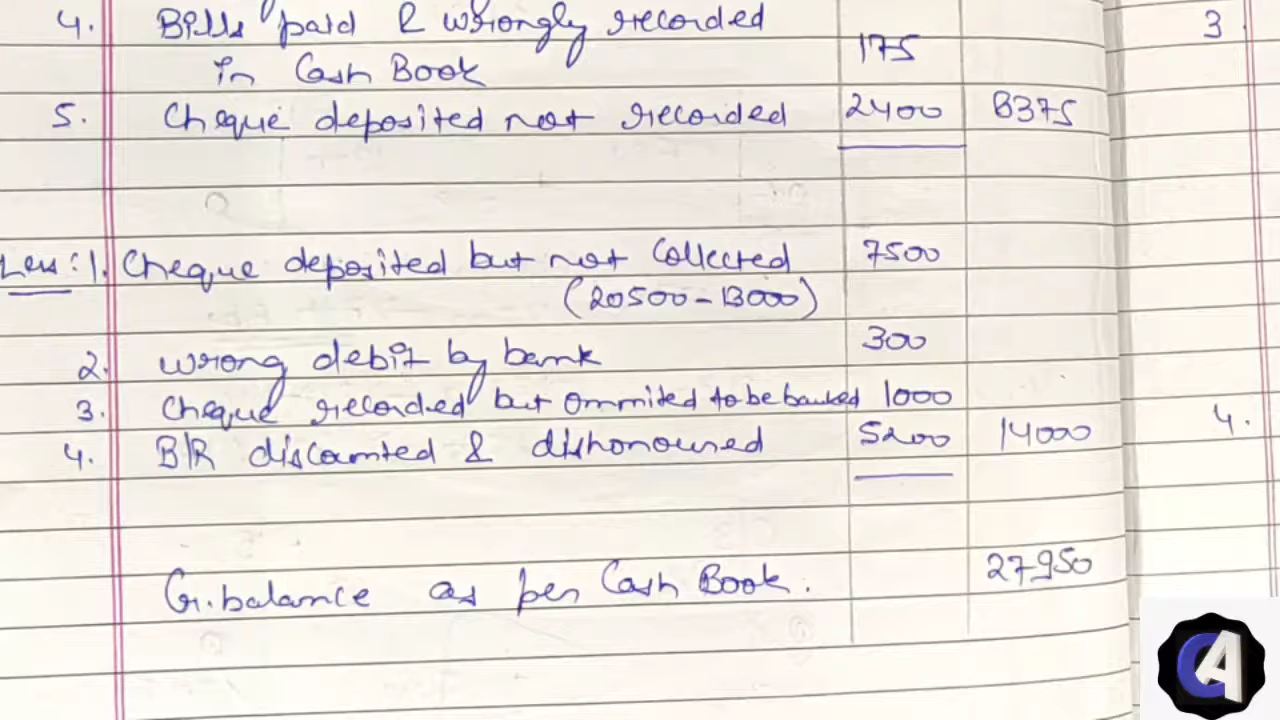 4. Bills paid & wrongly recorded
in Cash Book 175
5. Cheque deposited not recorded 2400 8375
Less: 1. Cheque deposited but not Collected 7500
(20500-13000)
2. wrong debit by bank 300
3. Cheque recorded but ommited to be banked 1000
4. B/R discounted & dishonoured 5200 14000
Cr. balance as per Cash Book. 27950
3.
4.
CA